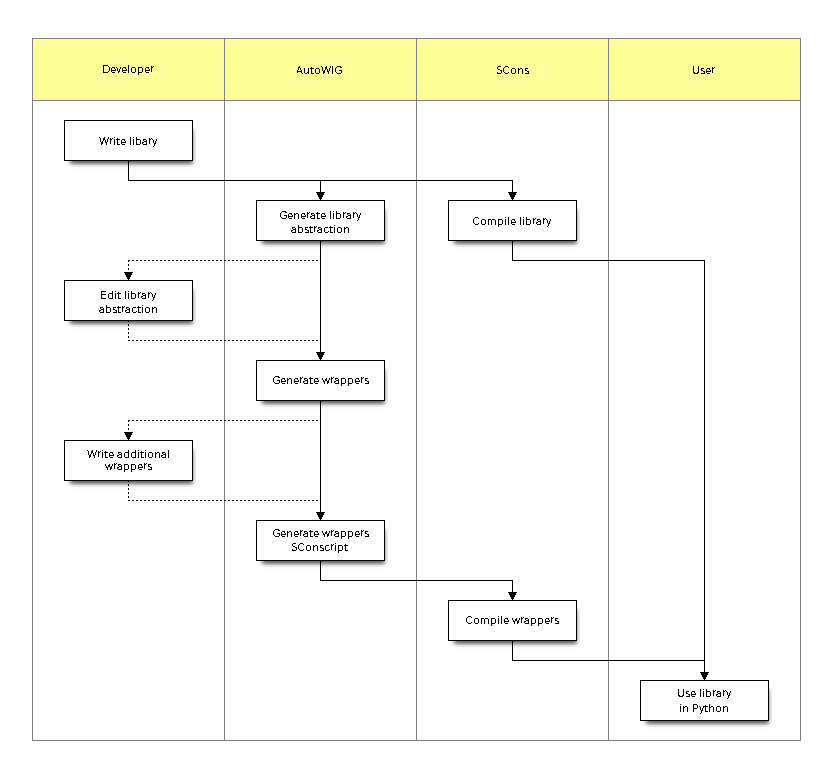 Developer
AutoWIG
SCons
User
Write libary
Generate library
abstraction
Compile library
Edit library
abstraction
Generate wrappers
Write additional
wrappers
Generate wrappers
SConscript
Compile wrappers
Use library
in Python